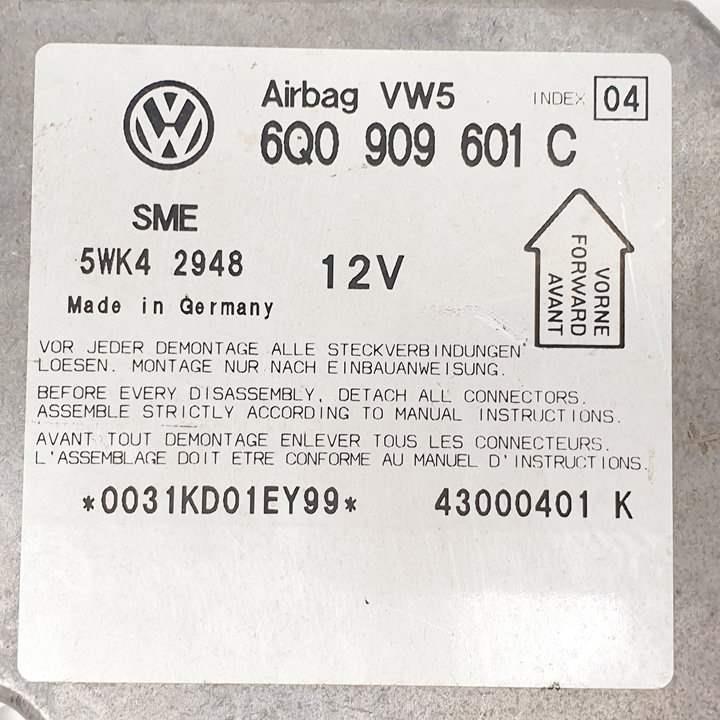 Airbag VW5 INDEX 04
6Q0 909 601 C
SME
5WK4 2948 12V
Made in Germany
VORNE
FORWARD
AVANT
VOR JEDER DEMONTAGE ALLE STECKVERBINDUNGEN
LOESEN. MONTAGE NUR NACH EINBAUANWEISUNG.
BEFORE EVERY DISASSEMBLY, DETACH ALL CONNECTORS.
ASSEMBLE STRICTLY ACCORDING TO MANUAL INSTRUCTIONS.
AVANT TOUT DEMONTAGE ENLEVER TOUS LES CONNECTEURS.
L'ASSEMBLAGE DOIT ETRE CONFORME AU MANUEL D'INSTRUCTIONS.
*0031KD01EY99* 43000401 K